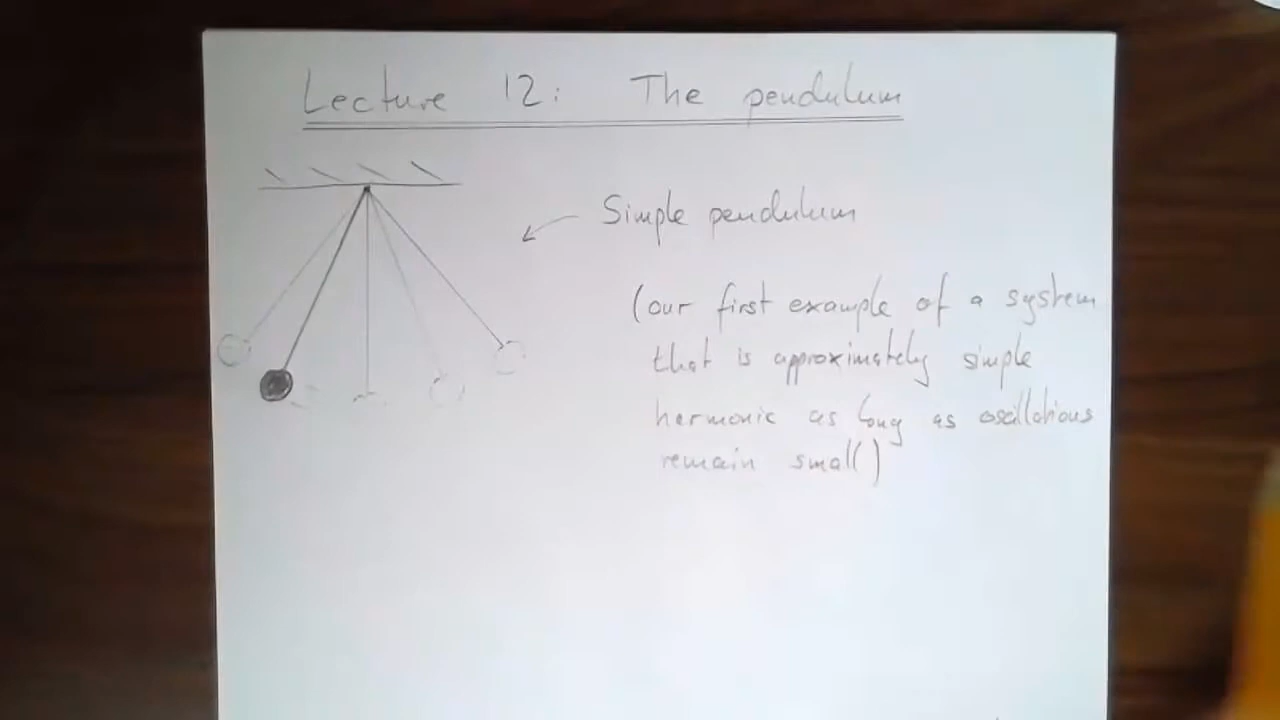 Lecture 12: The pendulum
Simple pendulum
(our first example of a system
that is approximately simple
harmonic as long as oscillations
remain small)